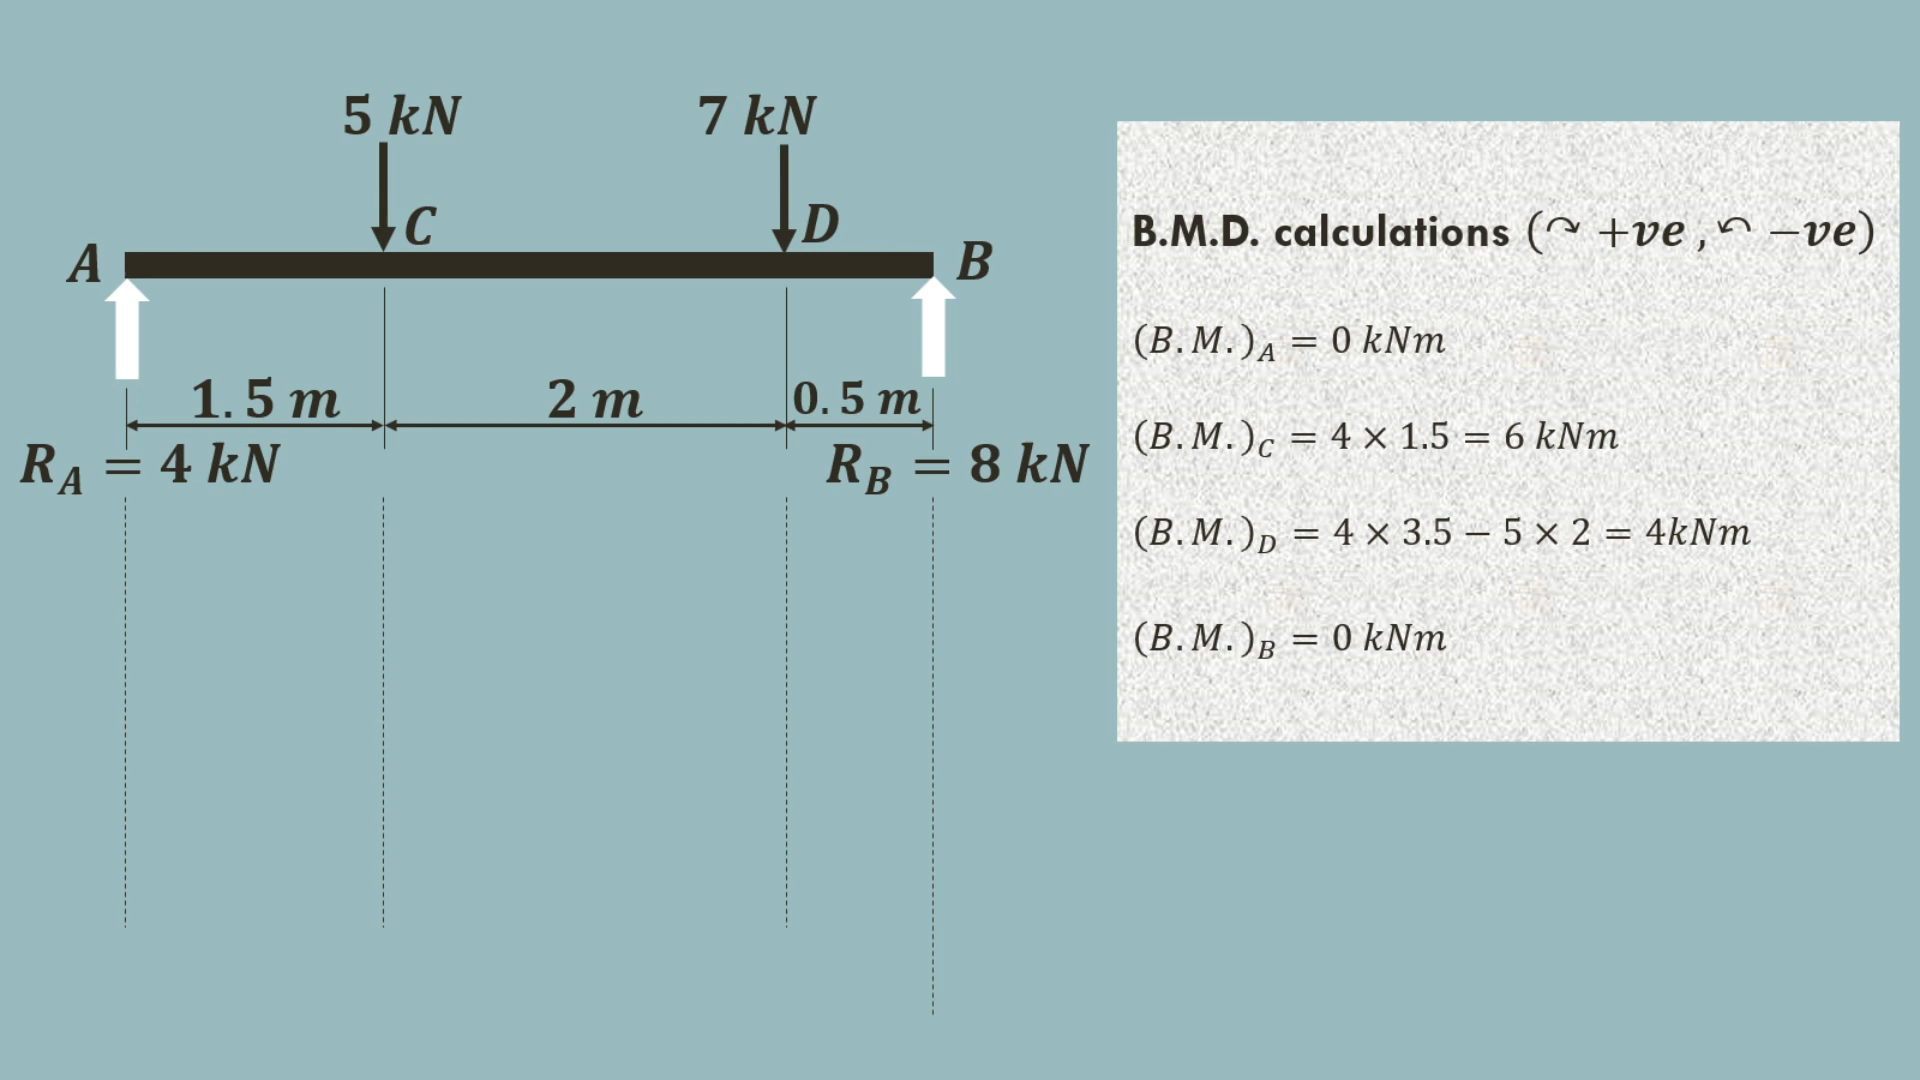 5 kN 7 kN
C D
A B
1.5 m 2 m 0.5 m
R_A = 4 kN R_B = 8 kN
B.M.D. calculations (↷ +ve , ↶ −ve)
(B.M.)_A = 0 kNm
(B.M.)_C = 4 × 1.5 = 6 kNm
(B.M.)_D = 4 × 3.5 − 5 × 2 = 4kNm
(B.M.)_B = 0 kNm